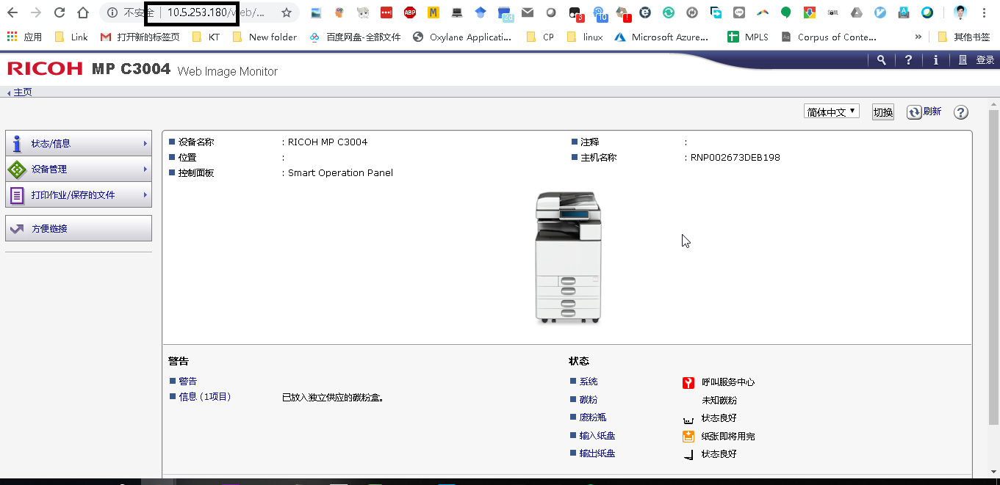 不安全 | 10.5.253.180/web/...
ABP M 24 3 10 1
应用 Link 打开新的标签页 KT New folder 百度网盘-全部文件 Oxylane Applicati... CP linux Microsoft Azure... MPLS Corpus of Conte... » 其他书签
RICOH MP C3004 Web Image Monitor
? i 登录
主页
简体中文 切换 刷新 ?
状态/信息
设备管理
打印作业/保存的文件
方便链接
设备名称 : RICOH MP C3004 注释 :
位置 : 主机名称 : RNP002673DEB198
控制面板 : Smart Operation Panel
警告 状态
警告 系统 呼叫服务中心
信息 (1项目) 已放入独立供应的碳粉盒。 碳粉 未知碳粉
废粉瓶 状态良好
输入纸盘 纸张即将用完
输出纸盘 状态良好